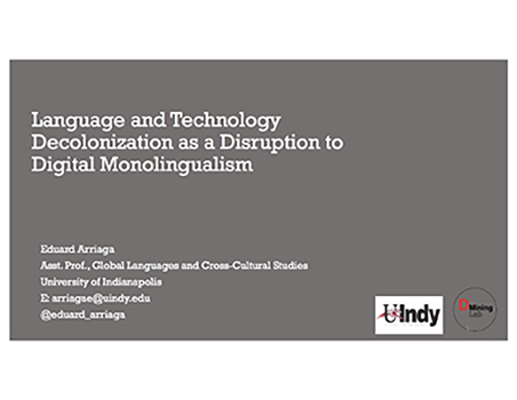 Language and Technology
Decolonization as a Disruption to
Digital Monolingualism
Eduard Arriaga
Asst. Prof., Global Languages and Cross-Cultural Studies
University of Indianapolis
E: arriagae@uindy.edu
@eduard_arriaga
UIndy
DMining
Lab